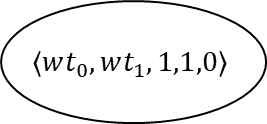 ⟨wt₀, wt₁, 1,1,0⟩